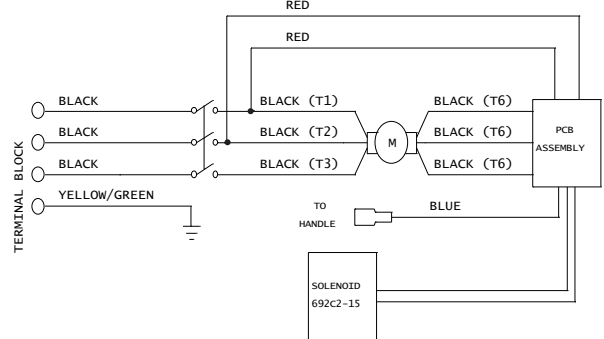 RED
RED
BLACK
BLACK (T1)
BLACK (T6)
BLACK
BLACK (T2)
M
BLACK (T6)
PCB
ASSEMBLY
BLACK
BLACK (T3)
BLACK (T6)
YELLOW/GREEN
TERMINAL BLOCK
TO
HANDLE
BLUE
SOLENOID
692C2-15